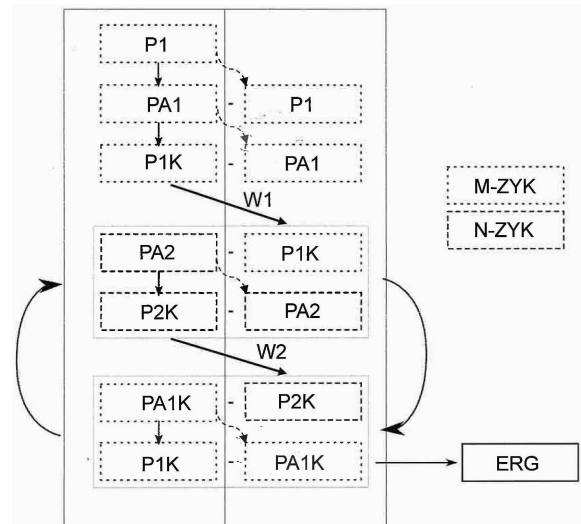 P1
PA1 - P1
P1K - PA1
M-ZYK
W1
N-ZYK
PA2 - P1K
P2K - PA2
W2
PA1K - P2K
P1K - PA1K
ERG